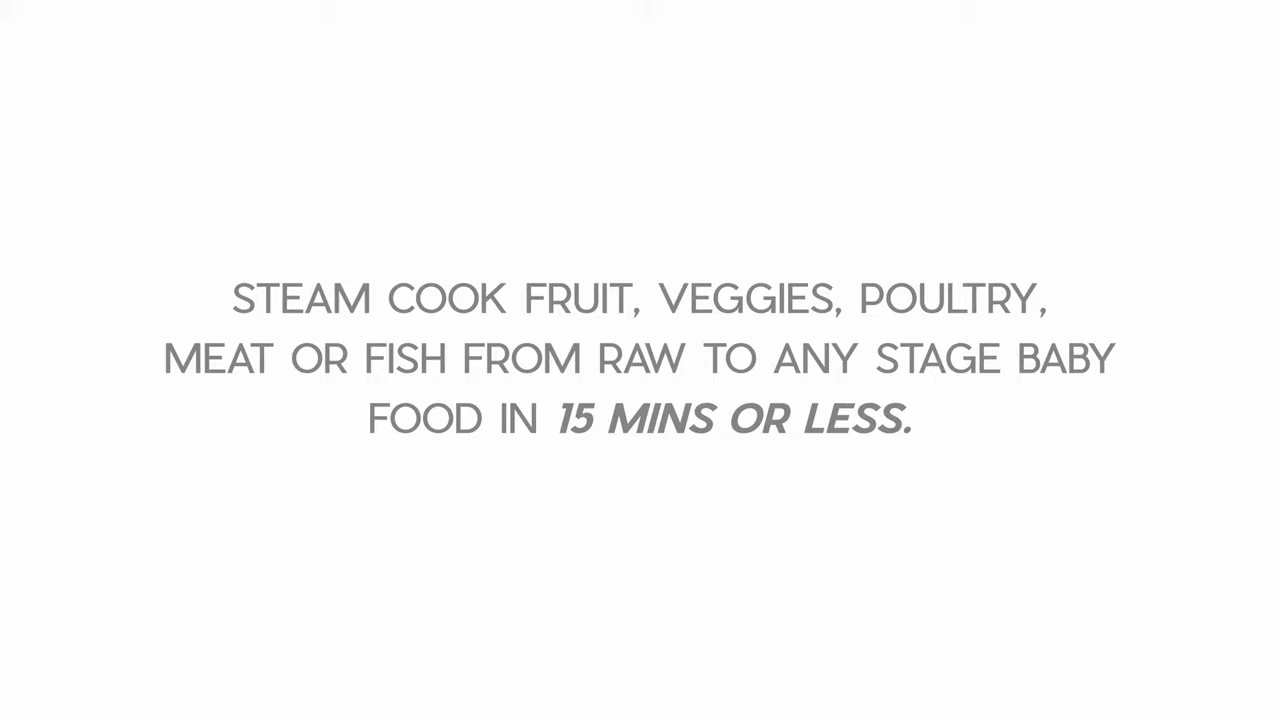 STEAM COOK FRUIT, VEGGIES, POULTRY,
MEAT OR FISH FROM RAW TO ANY STAGE BABY
FOOD IN 15 MINS OR LESS.